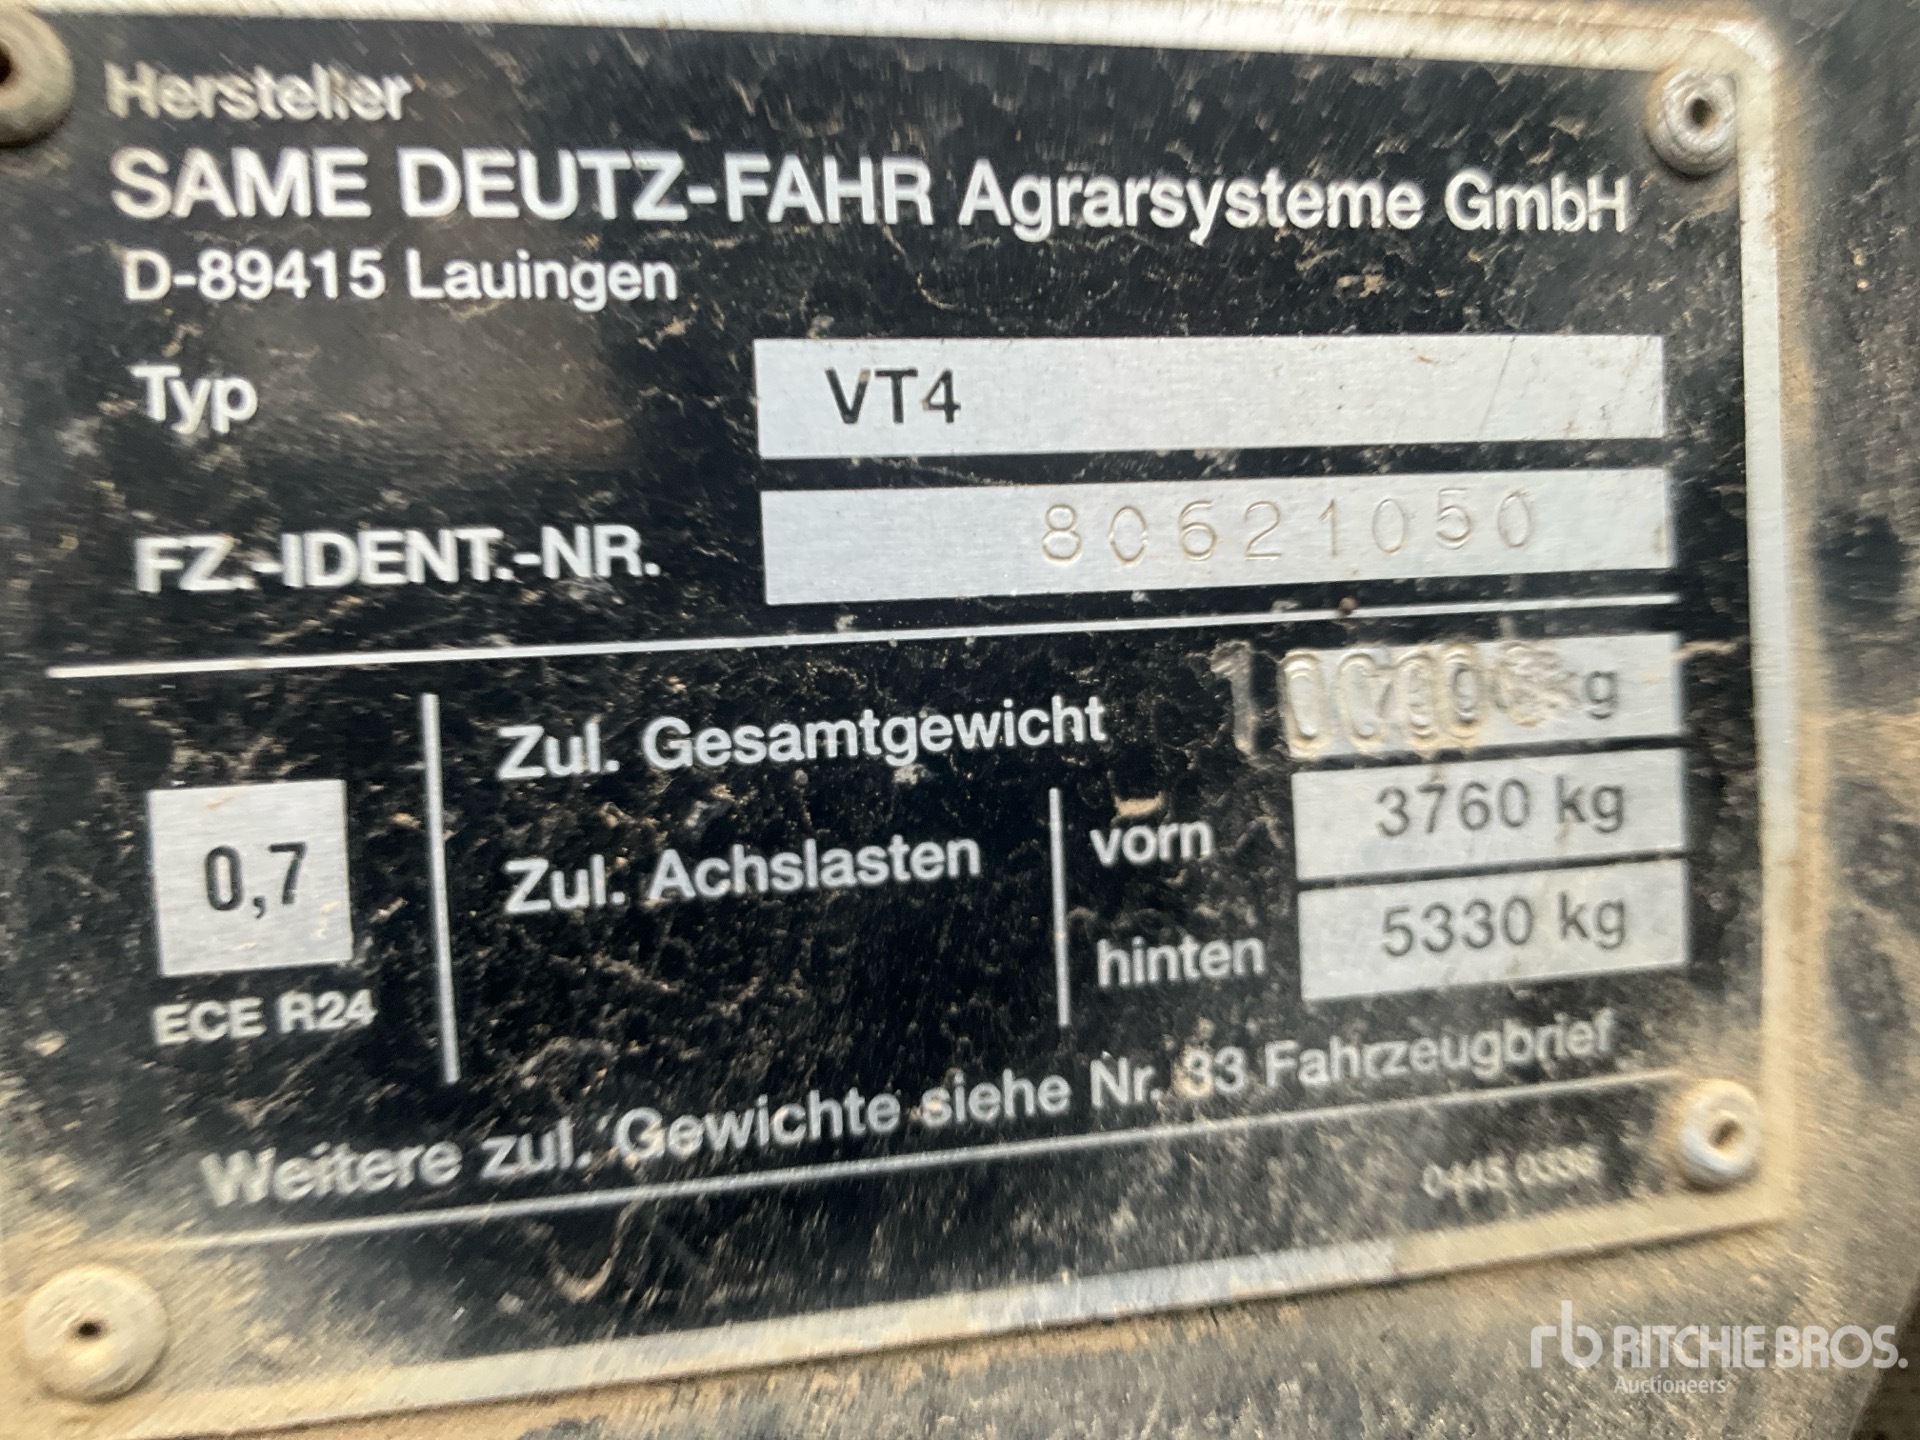 Hersteller
SAME DEUTZ-FAHR Agrarsysteme GmbH
D-89415 Lauingen
Typ VT4
FZ.-IDENT.-NR. 80621050
Zul. Gesamtgewicht kg
0,7
ECE R24
Zul. Achslasten vorn 3760 kg
hinten 5330 kg
Weitere zul. Gewichte siehe Nr. 33 Fahrzeugbrief
0445
rb RITCHIE BROS.
Auctioneers